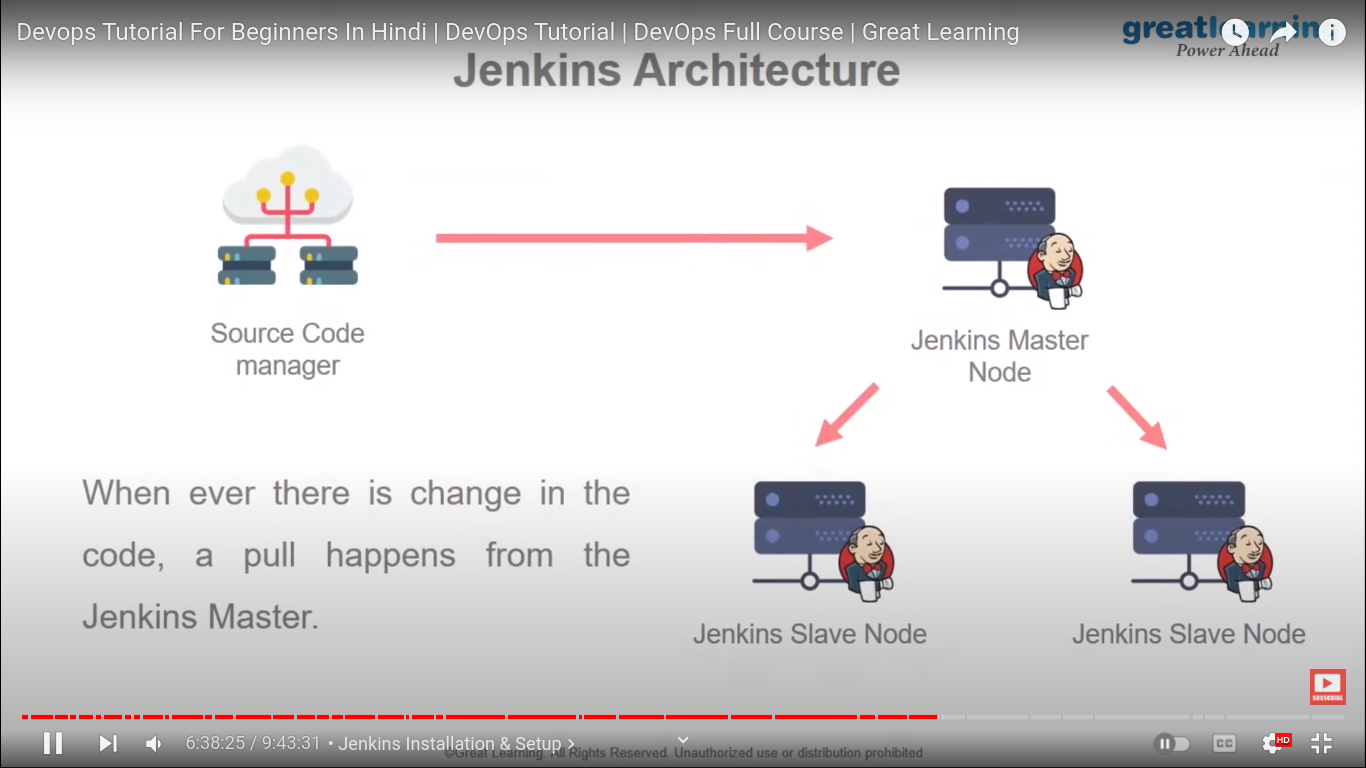 Devops Tutorial For Beginners In Hindi | DevOps Tutorial | DevOps Full Course | Great Learning
greatlearning
Power Ahead
Jenkins Architecture
Source Code
manager
Jenkins Master
Node
When ever there is change in the
code, a pull happens from the
Jenkins Master.
Jenkins Slave Node
Jenkins Slave Node
SUBSCRIBE
6:38:25 / 9:43:31 • Jenkins Installation & Setup >
CC
HD
©Great Learning. All Rights Reserved. Unauthorized use or distribution prohibited